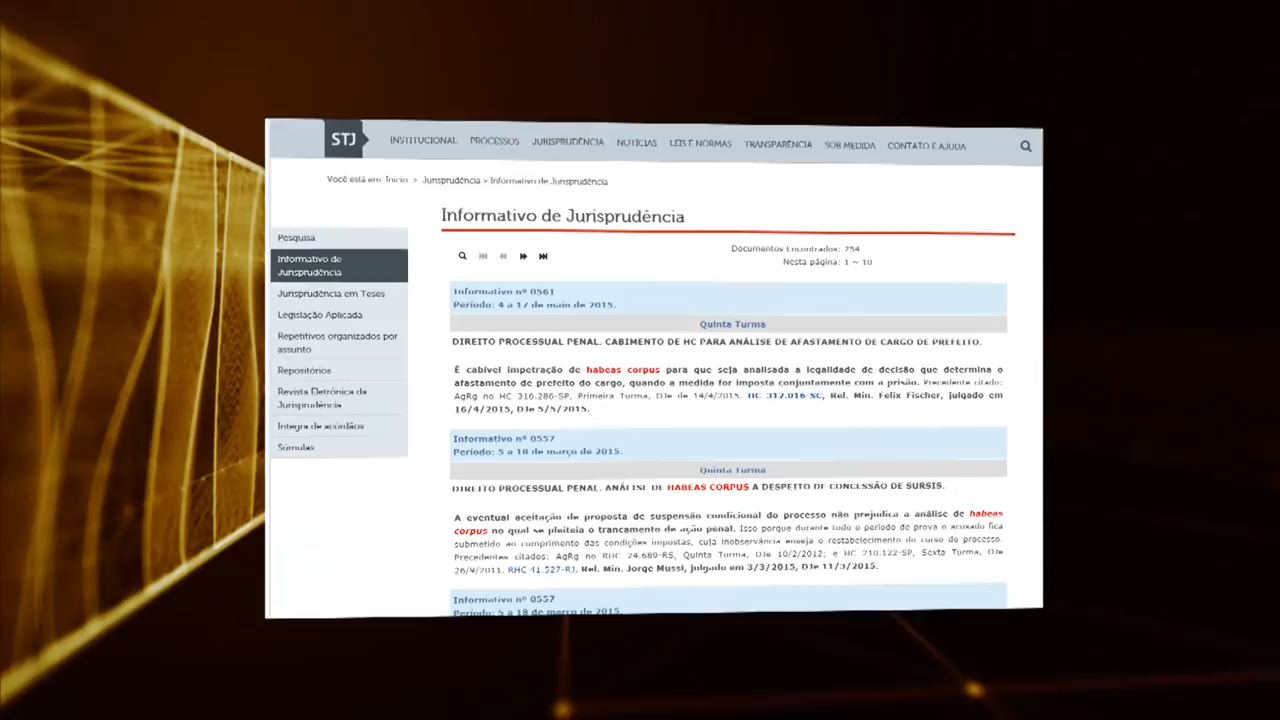 STJ
INSTITUCIONAL PROCESSOS JURISPRUDÊNCIA NOTÍCIAS LEIS E NORMAS TRANSPARÊNCIA SOB MEDIDA CONTATO E AJUDA
Você está em: Início > Jurisprudência > Informativo de Jurisprudência
Informativo de Jurisprudência
Pesquisa
Informativo de
Jurisprudência
Jurisprudência em Teses
Legislação Aplicada
Repetitivos organizados por
assunto
Repositórios
Revista Eletrônica da
Jurisprudência
Íntegra de acórdãos
Súmulas
Documentos Encontrados: 754
Nesta página: 1 ~ 10
Informativo nº 0561
Período: 4 a 17 de maio de 2015.
Quinta Turma
DIREITO PROCESSUAL PENAL. CABIMENTO DE HC PARA ANÁLISE DE AFASTAMENTO DE CARGO DE PREFEITO.
É cabível impetração de habeas corpus para que seja analisada a legalidade de decisão que determina o
afastamento de prefeito do cargo, quando a medida for imposta conjuntamente com a prisão. Precedente citado:
AgRg no HC 316.286-SP, Primeira Turma, DJe de 14/4/2015. HC 312.016-SC, Rel. Min. Felix Fischer, julgado em
16/4/2015, DJe 5/5/2015.
Informativo nº 0557
Período: 5 a 18 de março de 2015.
Quinta Turma
DIREITO PROCESSUAL PENAL. ANÁLISE DE HABEAS CORPUS A DESPEITO DE CONCESSÃO DE SURSIS.
A eventual aceitação de proposta de suspensão condicional do processo não prejudica a análise de habeas
corpus no qual se pleiteia o trancamento de ação penal. Isso porque durante todo o período de prova o acusado fica
submetido ao cumprimento das condições impostas, cuja inobservância enseja o restabelecimento do curso do processo.
Precedentes citados: AgRg no RHC 24.689-RS, Quinta Turma, DJe 10/2/2012; e HC 210.122-SP, Sexta Turma, DJe
26/9/2011. RHC 41.527-RJ, Rel. Min. Jorge Mussi, julgado em 3/3/2015, DJe 11/3/2015.
Informativo nº 0557
Período: 5 a 18 de março de 2015.